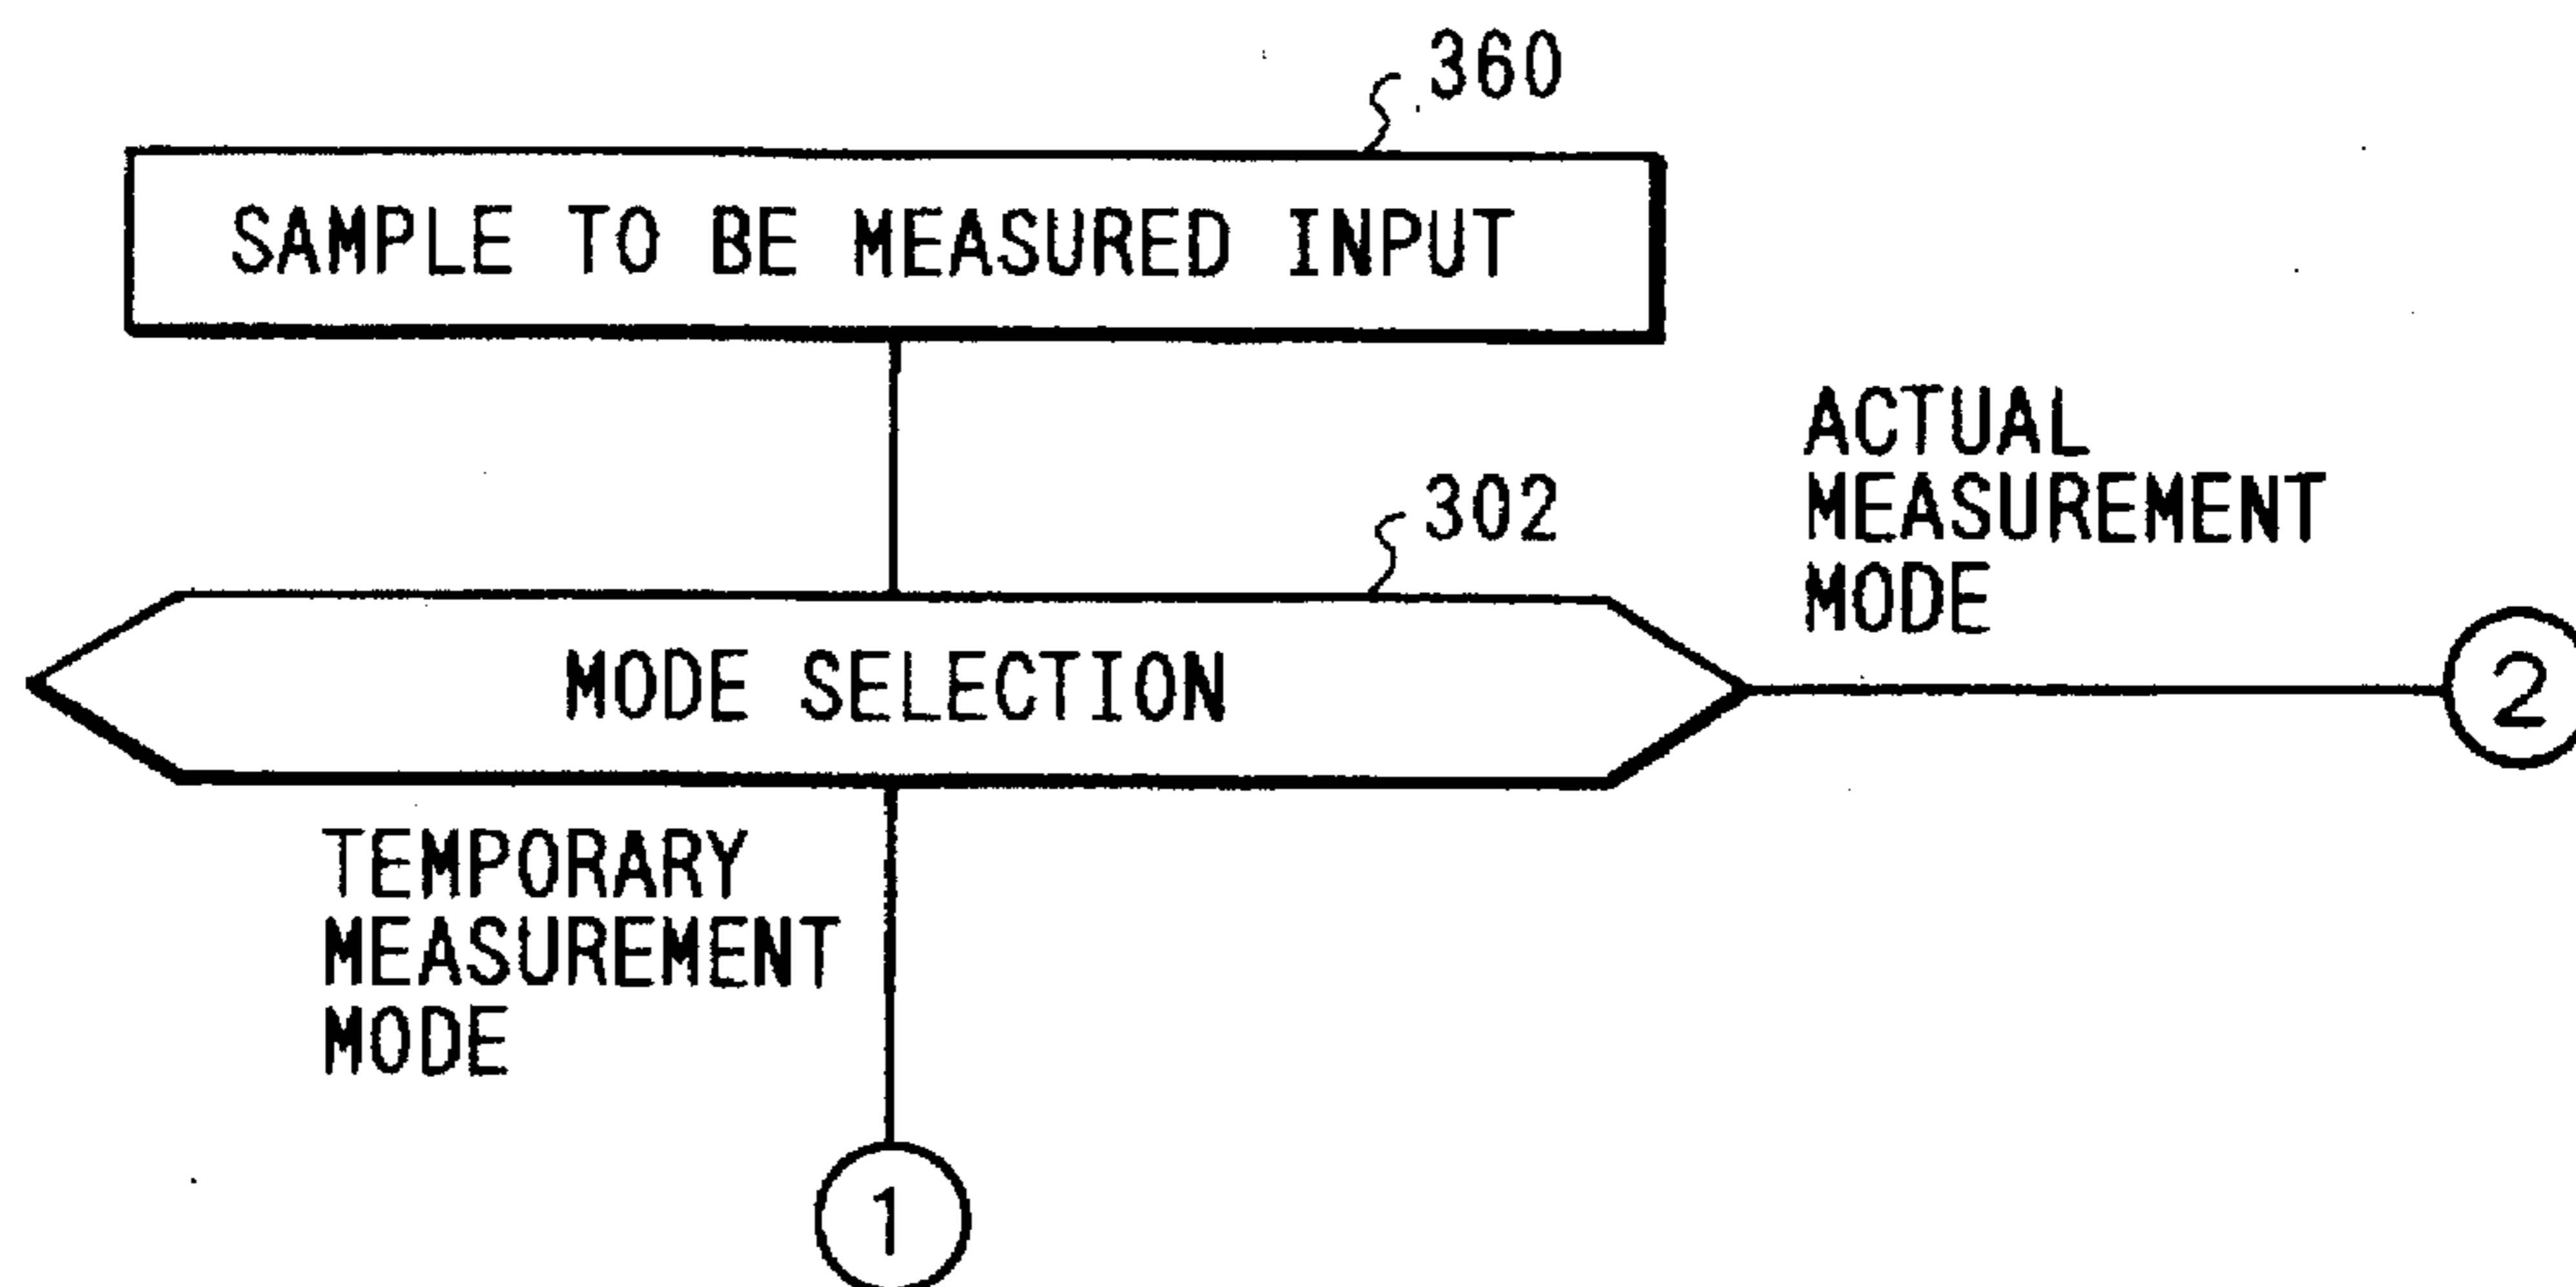 360
SAMPLE TO BE MEASURED INPUT
302
MODE SELECTION
ACTUAL
MEASUREMENT
MODE
2
TEMPORARY
MEASUREMENT
MODE
1